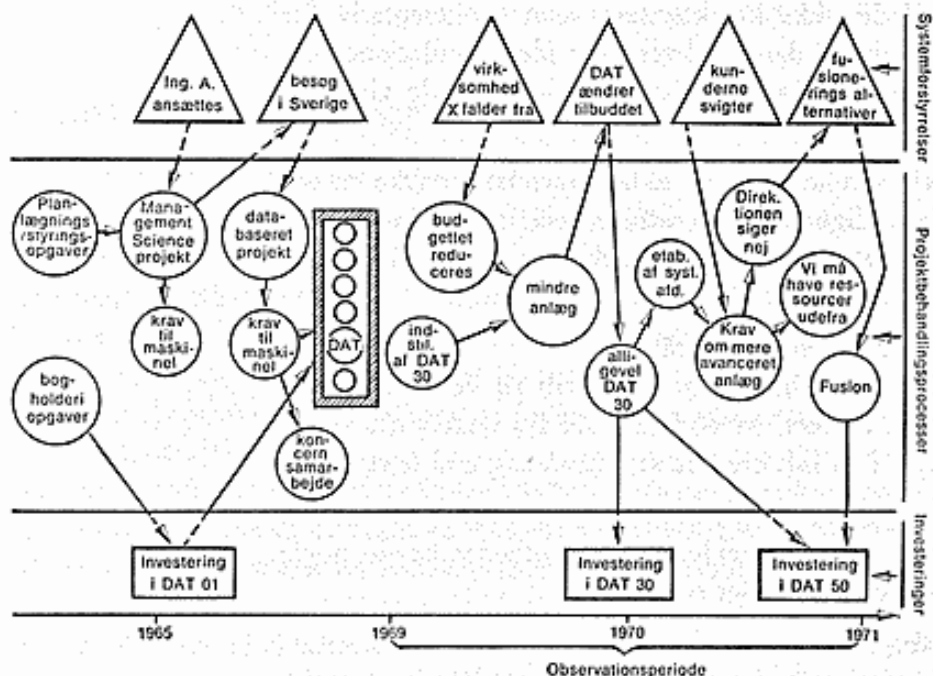 Ing. A.
ansættes
besøg
i Sverige
virk-
somhed
X falder fra
DAT
ændrer
tilbuddet
kun-
derne
svigter
fu-
sione-
rings al-
ternativer
Systemforstyrrelser
Plan-
lægnings
/styrings-
opgaver
Mana-
gement
Science
projekt
data-
baseret
projekt
krav
til
maski-
nel
krav
til
maski-
nel
bog-
holderi
opgaver
kon-
cern
samar-
bejde
DAT
bud-
gettet
redu-
ceres
ind-
stil.
af DAT
30
mindre
anlæg
alli-
gevel
DAT
30
etab.
af syst.
afd.
Krav
om mere
avanceret
anlæg
Direk-
tionen
siger
nej
Vi må
have res-
sourcer
udefra
Fusion
Projektbehandlingsprocesser
Investering
i DAT 01
Investering
i DAT 30
Investering
i DAT 50
Investeringer
1965
1969
1970
1971
Observationsperiode